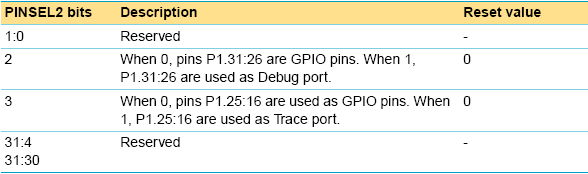 PINSEL2 bits Description Reset value
1:0 Reserved -
2 When 0, pins P1.31:26 are GPIO pins. When 1, 0
P1.31:26 are used as Debug port.
3 When 0, pins P1.25:16 are used as GPIO pins. When 0
1, P1.25:16 are used as Trace port.
31:4 Reserved -
31:30